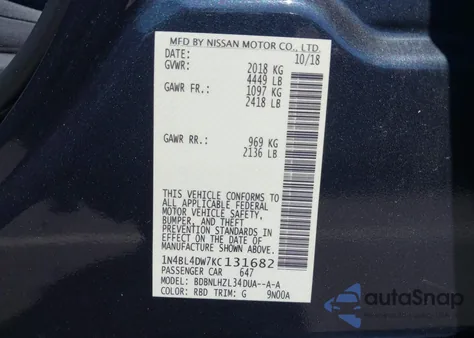 MFD BY NISSAN MOTOR CO., LTD.
DATE: 10/18
GVWR: 2018 KG
4449 LB
GAWR FR.: 1097 KG
2418 LB
GAWR RR.: 969 KG
2136 LB
THIS VEHICLE CONFORMS TO
ALL APPLICABLE FEDERAL
MOTOR VEHICLE SAFETY,
BUMPER, AND THEFT
PREVENTION STANDARDS IN
EFFECT ON THE DATE OF
MANUFACTURE SHOWN ABOVE.
1N4BL4DW7KC131682
PASSENGER CAR 647
MODEL: BDBNLHZL34DUA--A-A
COLOR: RBD TRIM: G 9N00A
autoSnap